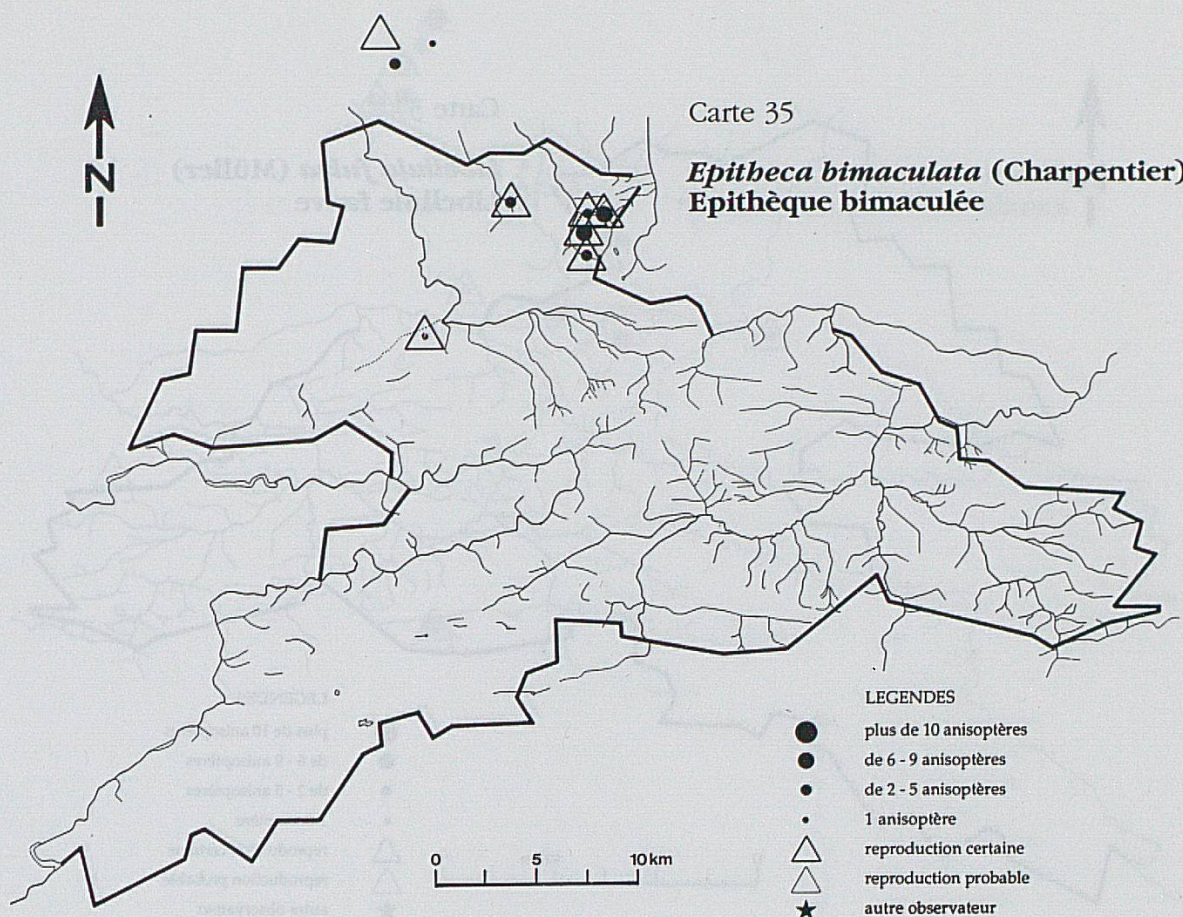 Carte 35
Epitheca bimaculata (Charpentier)
Epithèque bimaculée
N
LEGENDES
plus de 10 anisoptères
de 6 - 9 anisoptères
de 2 - 5 anisoptères
1 anisoptère
reproduction certaine
reproduction probable
autre observateur
0 5 10 km